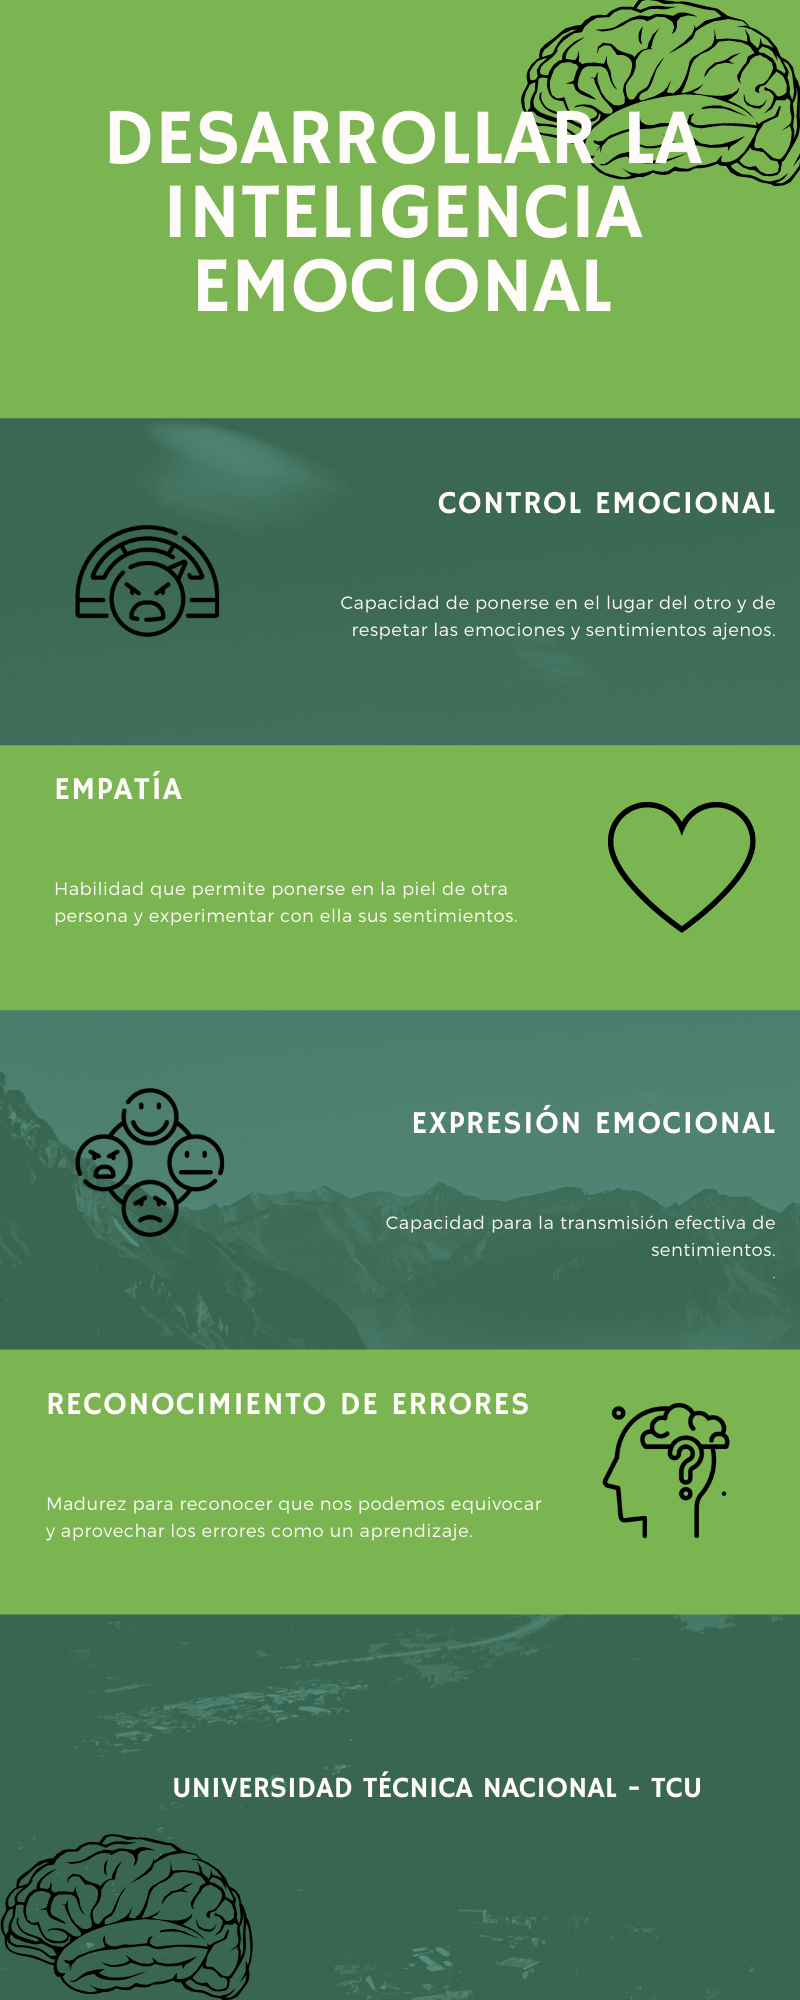 DESARROLLAR LA
INTELIGENCIA
EMOCIONAL
CONTROL EMOCIONAL
Capacidad de ponerse en el lugar del otro y de
respetar las emociones y sentimientos ajenos.
EMPATÍA
Habilidad que permite ponerse en la piel de otra
persona y experimentar con ella sus sentimientos.
EXPRESIÓN EMOCIONAL
Capacidad para la transmisión efectiva de
sentimientos.
.
RECONOCIMIENTO DE ERRORES
Madurez para reconocer que nos podemos equivocar
y aprovechar los errores como un aprendizaje.
UNIVERSIDAD TÉCNICA NACIONAL - TCU